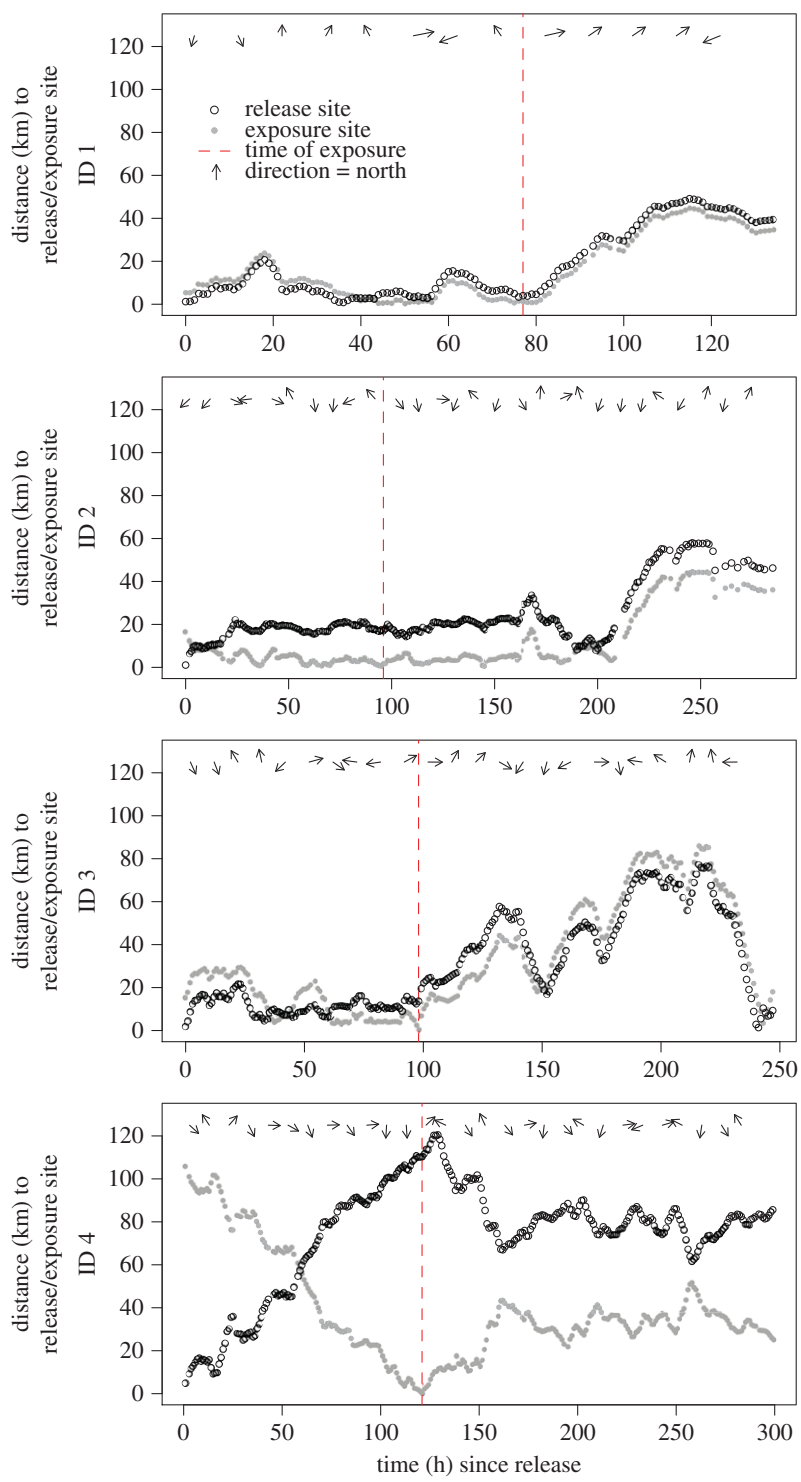 120
100
80
60
40
20
0
distance (km) to
release/exposure site
ID 1
release site
exposure site
time of exposure
direction = north
0 20 40 60 80 100 120
120
100
80
60
40
20
0
distance (km) to
release/exposure site
ID 2
0 50 100 150 200 250
120
100
80
60
40
20
0
distance (km) to
release/exposure site
ID 3
0 50 100 150 200 250
120
100
80
60
40
20
0
distance (km) to
release/exposure site
ID 4
0 50 100 150 200 250 300
time (h) since release